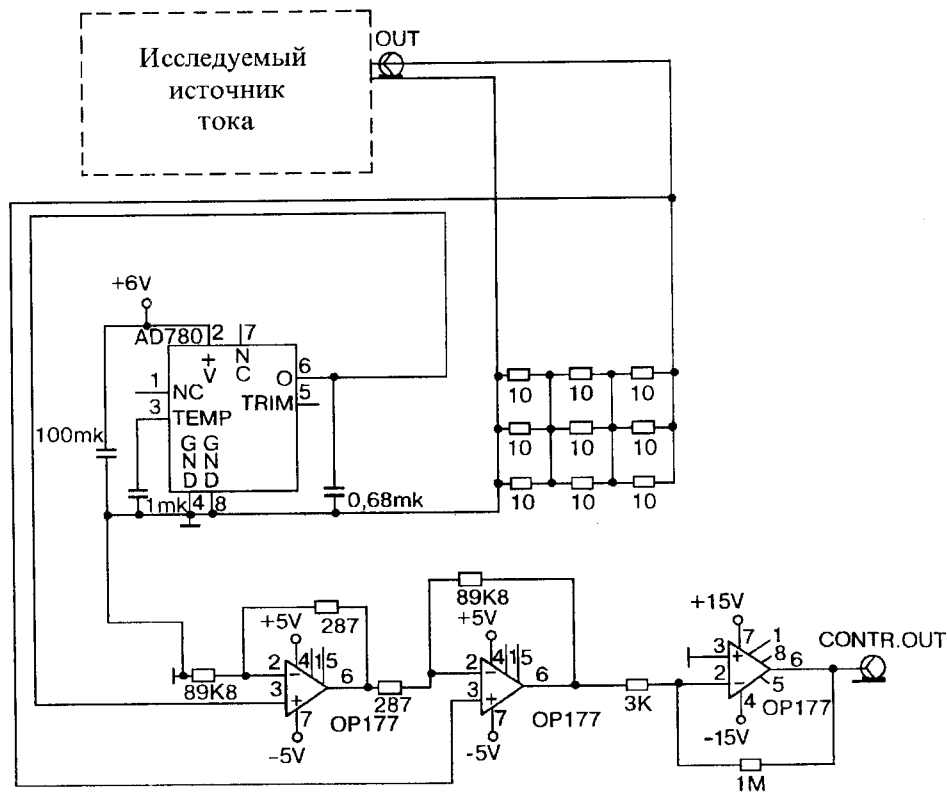 OUT
Исследуемый
источник
тока
+6V
AD780
2
7
+
V
N
C
6
O
1
NC
5
TRIM
3
TEMP
100mk
G
N
D
G
N
D
1mk
4
8
0,68mk
10
10
10
10
10
10
10
10
10
89K8
287
+5V
4
1
5
2
−
3
+
6
7
-5V
OP177
89K8
287
+5V
4
1
5
2
−
3
+
6
7
-5V
OP177
3K
+15V
7
1
8
3
+
2
−
6
5
4
OP177
-15V
CONTR.OUT
1M